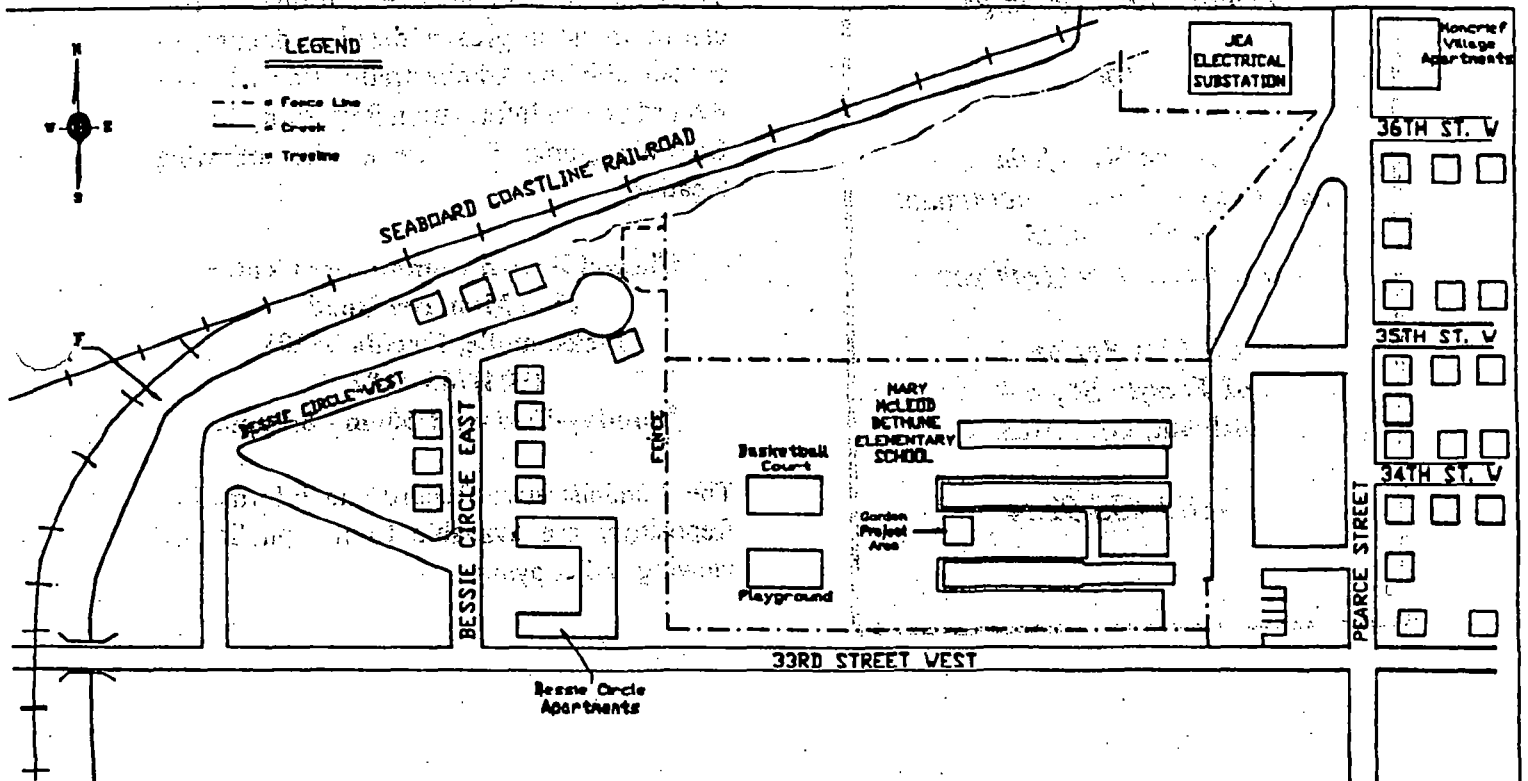 LEGEND
= Fence Line
= Creek
= Treeline
N
W
E
S
SEABOARD COASTLINE RAILROAD
JEA
ELECTRICAL
SUBSTATION
Moncrief
Village
Apartments
36TH ST. W
35TH ST. W
34TH ST. W
F
BESSIE CIRCLE WEST
BESSIE CIRCLE EAST
FENCE
MARY
McLEOD
BETHUNE
ELEMENTARY
SCHOOL
Basketball
Court
Garden
Project
Area
Playground
PEARCE STREET
33RD STREET WEST
Bessie Circle
Apartments